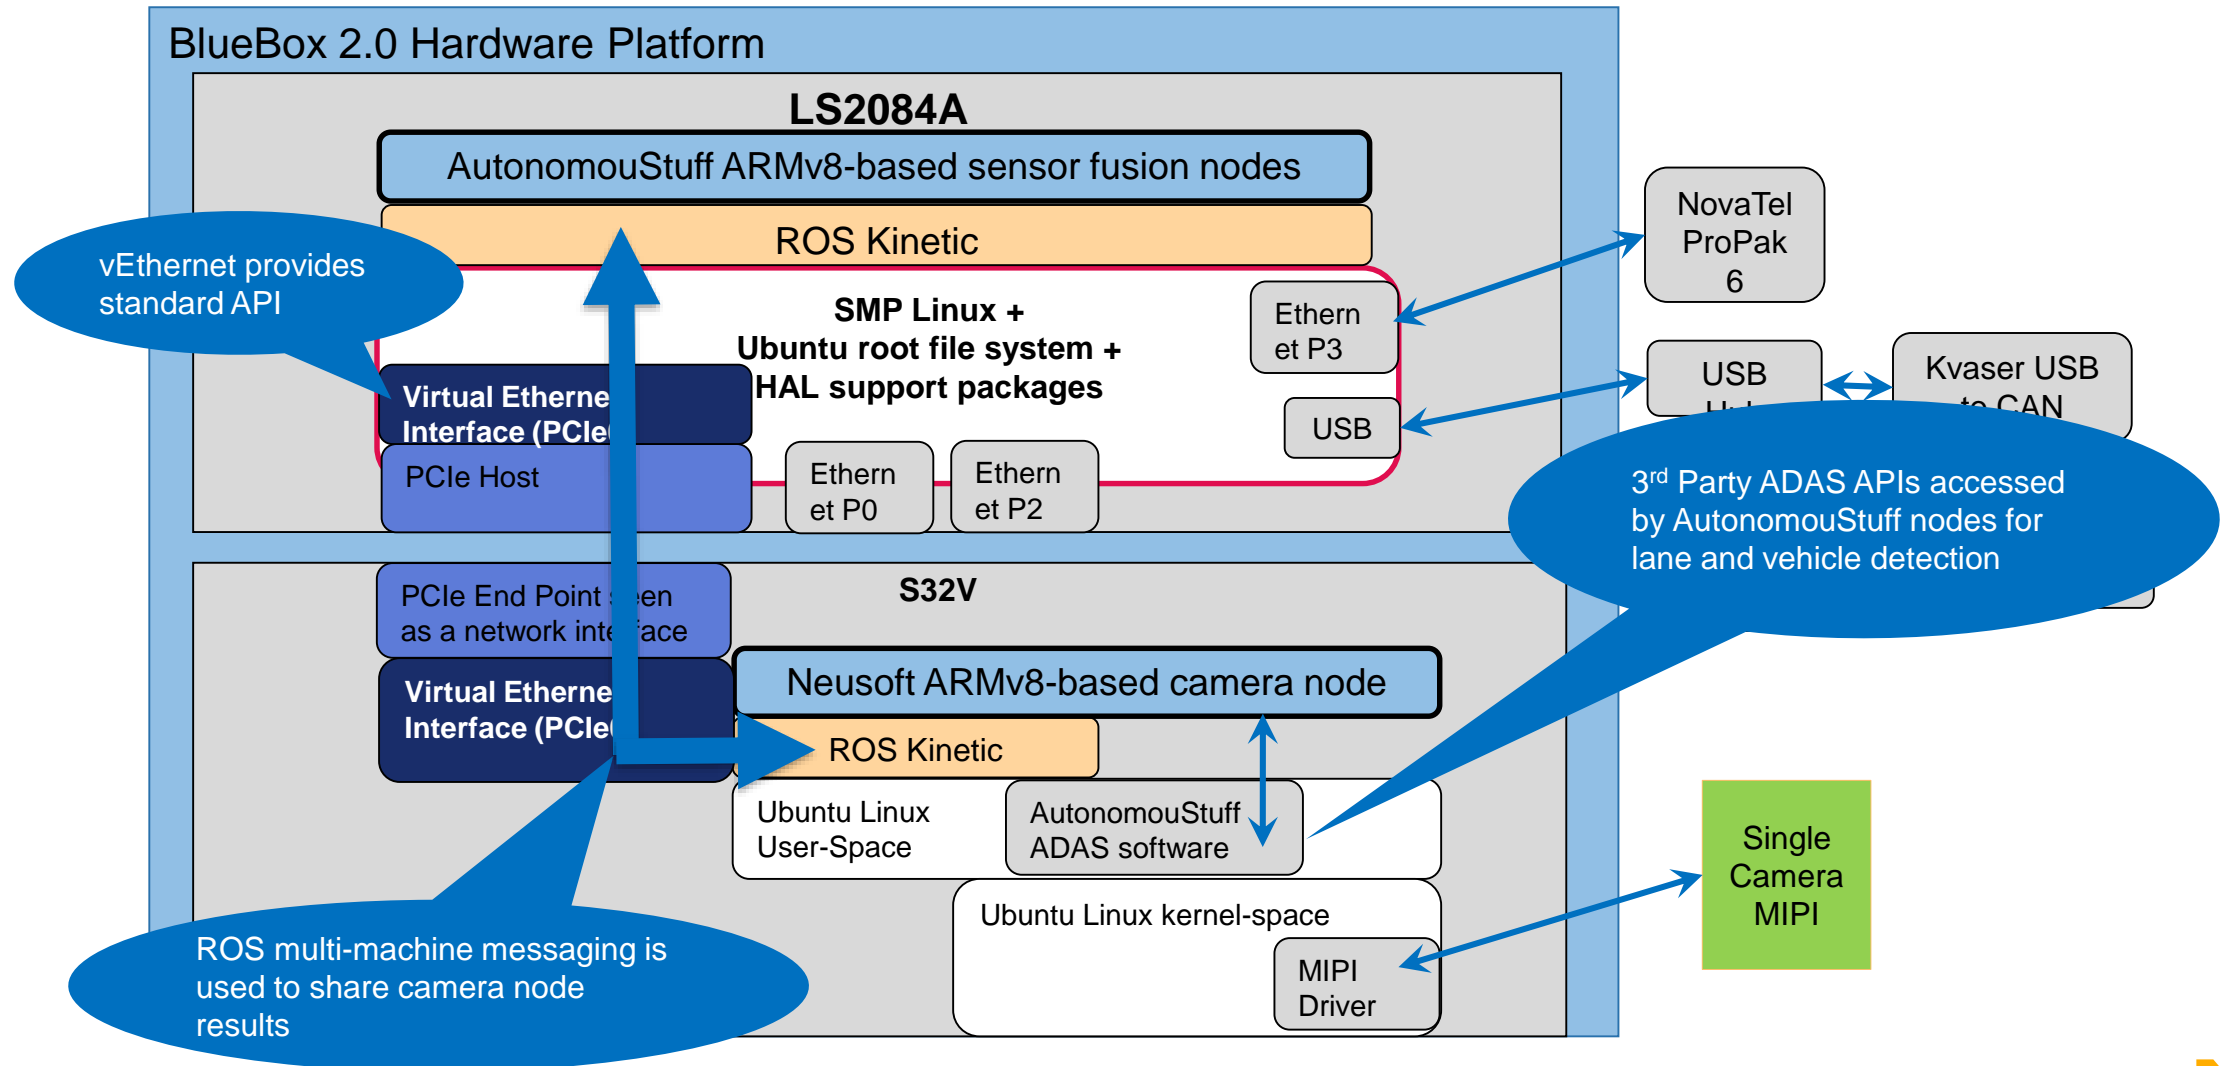 BlueBox 2.0 Hardware Platform
LS2084A
AutonomouStuff ARMv8-based sensor fusion nodes
ROS Kinetic
vEthernet provides
standard API
SMP Linux +
Ubuntu root file system +
HAL support packages
Ethern
et P3
NovaTel
ProPak
6
Virtual Etherne
Interface (PCIe
PCIe Host
Ethern
et P0
Ethern
et P2
USB
USB
Kvaser USB
to CAN
3rd Party ADAS APIs accessed
by AutonomouStuff nodes for
lane and vehicle detection
S32V
PCIe End Point seen
as a network interface
Virtual Etherne
Interface (PCIe
Neusoft ARMv8-based camera node
ROS Kinetic
Ubuntu Linux
User-Space
AutonomouStuff
ADAS software
Ubuntu Linux kernel-space
MIPI
Driver
Single
Camera
MIPI
ROS multi-machine messaging is
used to share camera node
results